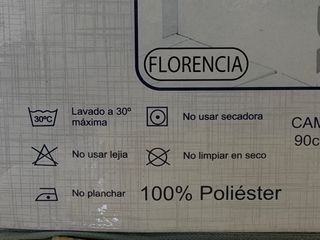 FLORENCIA
30ºC
Lavado a 30º
máxima
No usar secadora
No usar lejia
No limpiar en seco
No planchar
100% Poliéster
CAM
90c